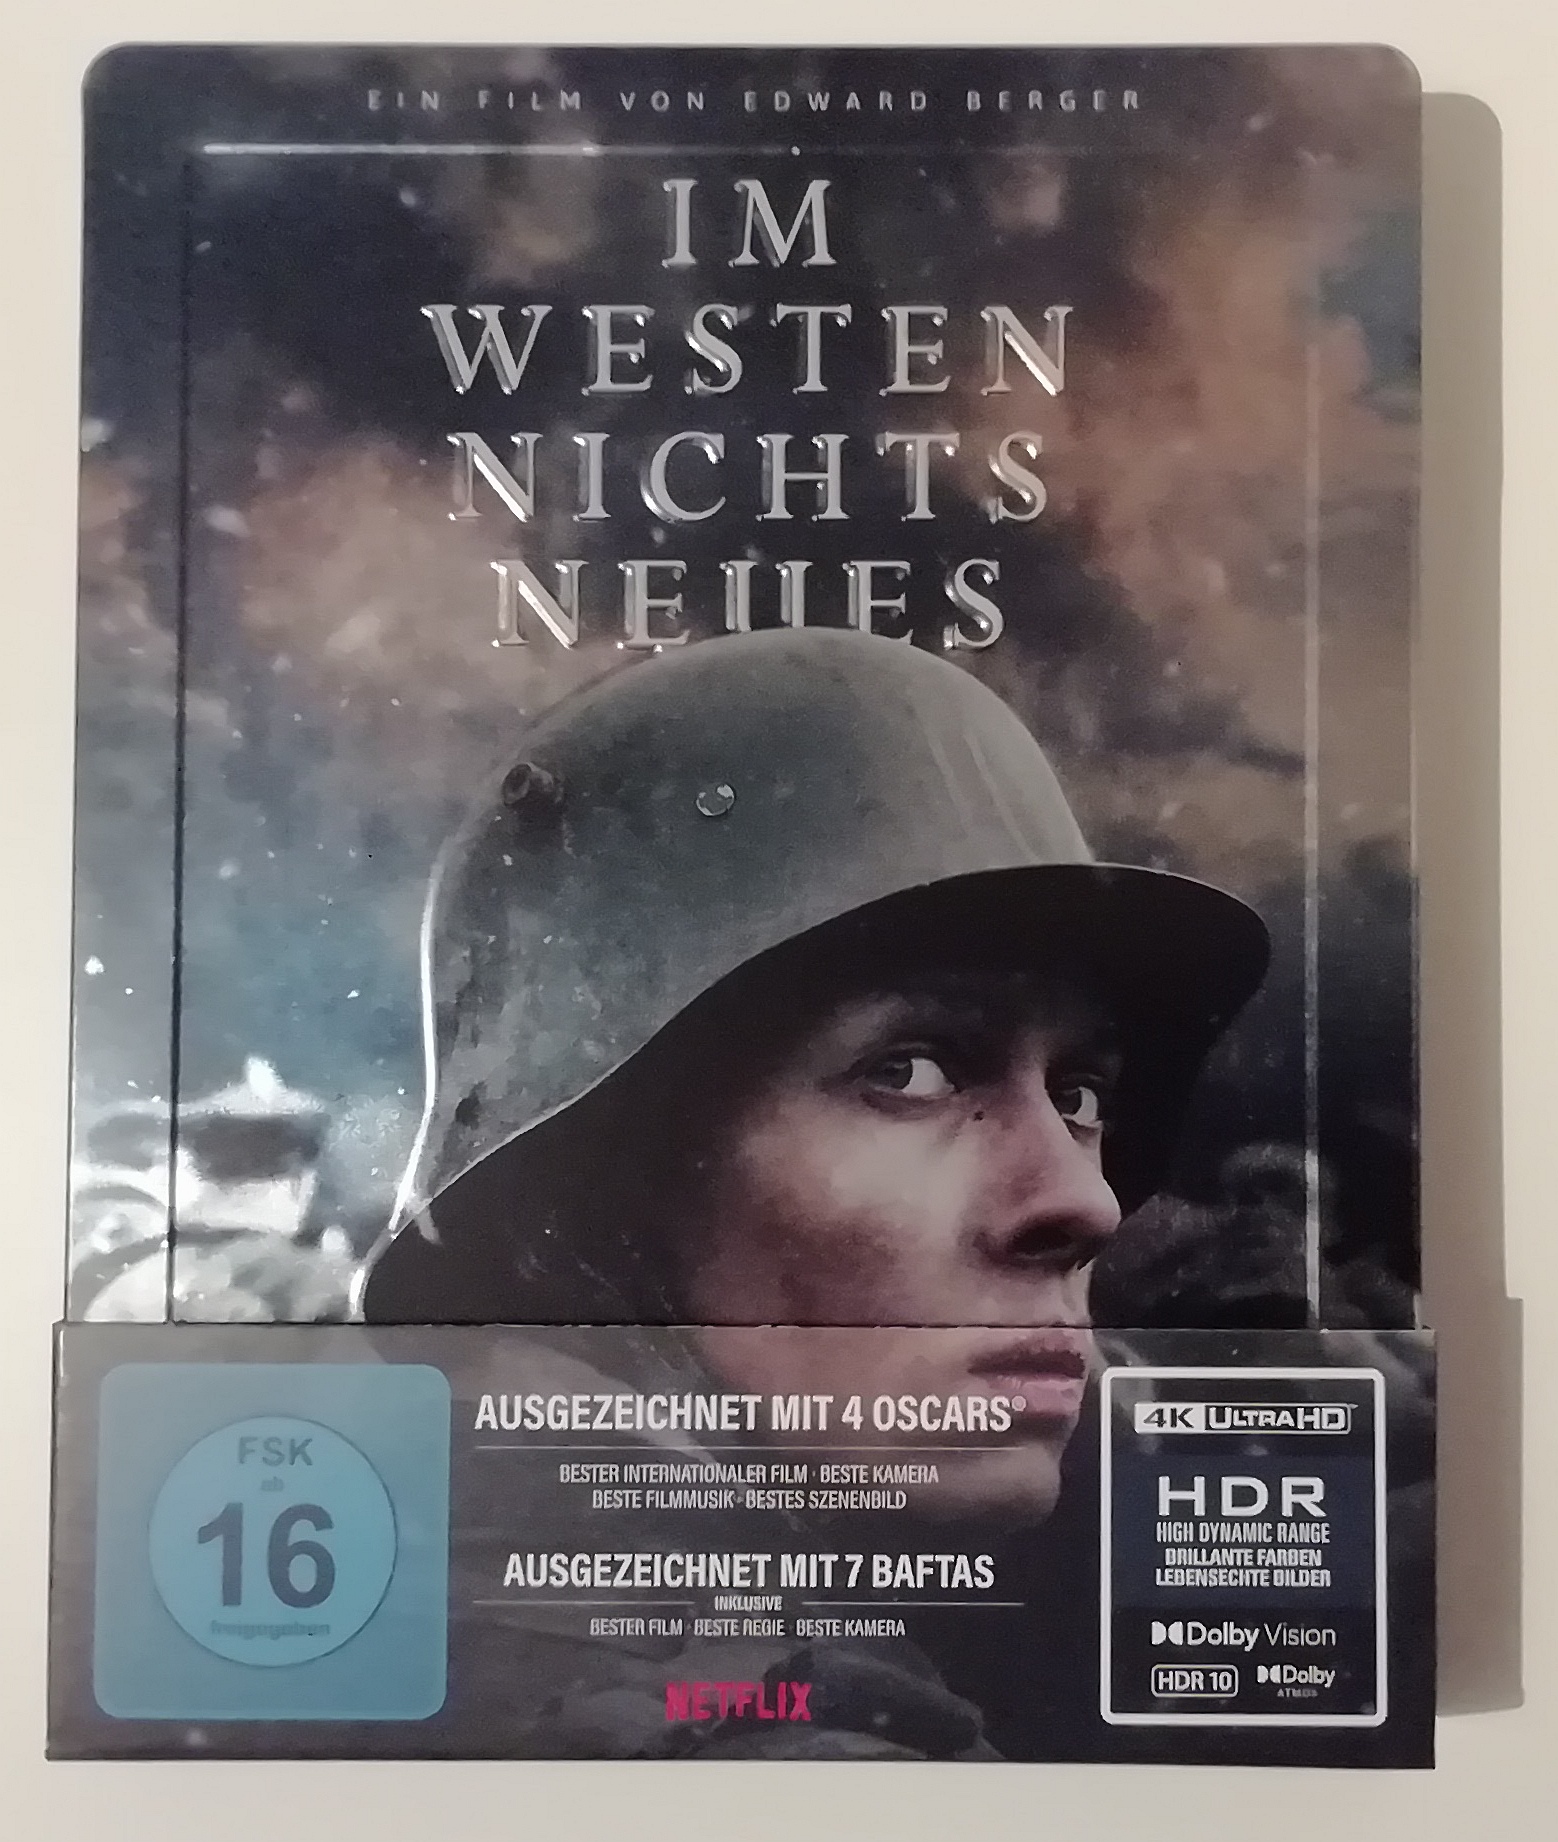 EIN FILM VON EDWARD BERGER
IM
WESTEN
NICHTS
NEUES
FSK
ab
16
freigegeben
AUSGEZEICHNET MIT 4 OSCARS®
BESTER INTERNATIONALER FILM · BESTE KAMERA
BESTE FILMMUSIK · BESTES SZENENBILD
AUSGEZEICHNET MIT 7 BAFTAS
INKLUSIVE
BESTER FILM · BESTE REGIE · BESTE KAMERA
NETFLIX
4K ULTRA HD
HDR
HIGH DYNAMIC RANGE
BRILLANTE FARBEN
LEBENSECHTE BILDER
Dolby Vision
HDR 10 Dolby
ATMOS